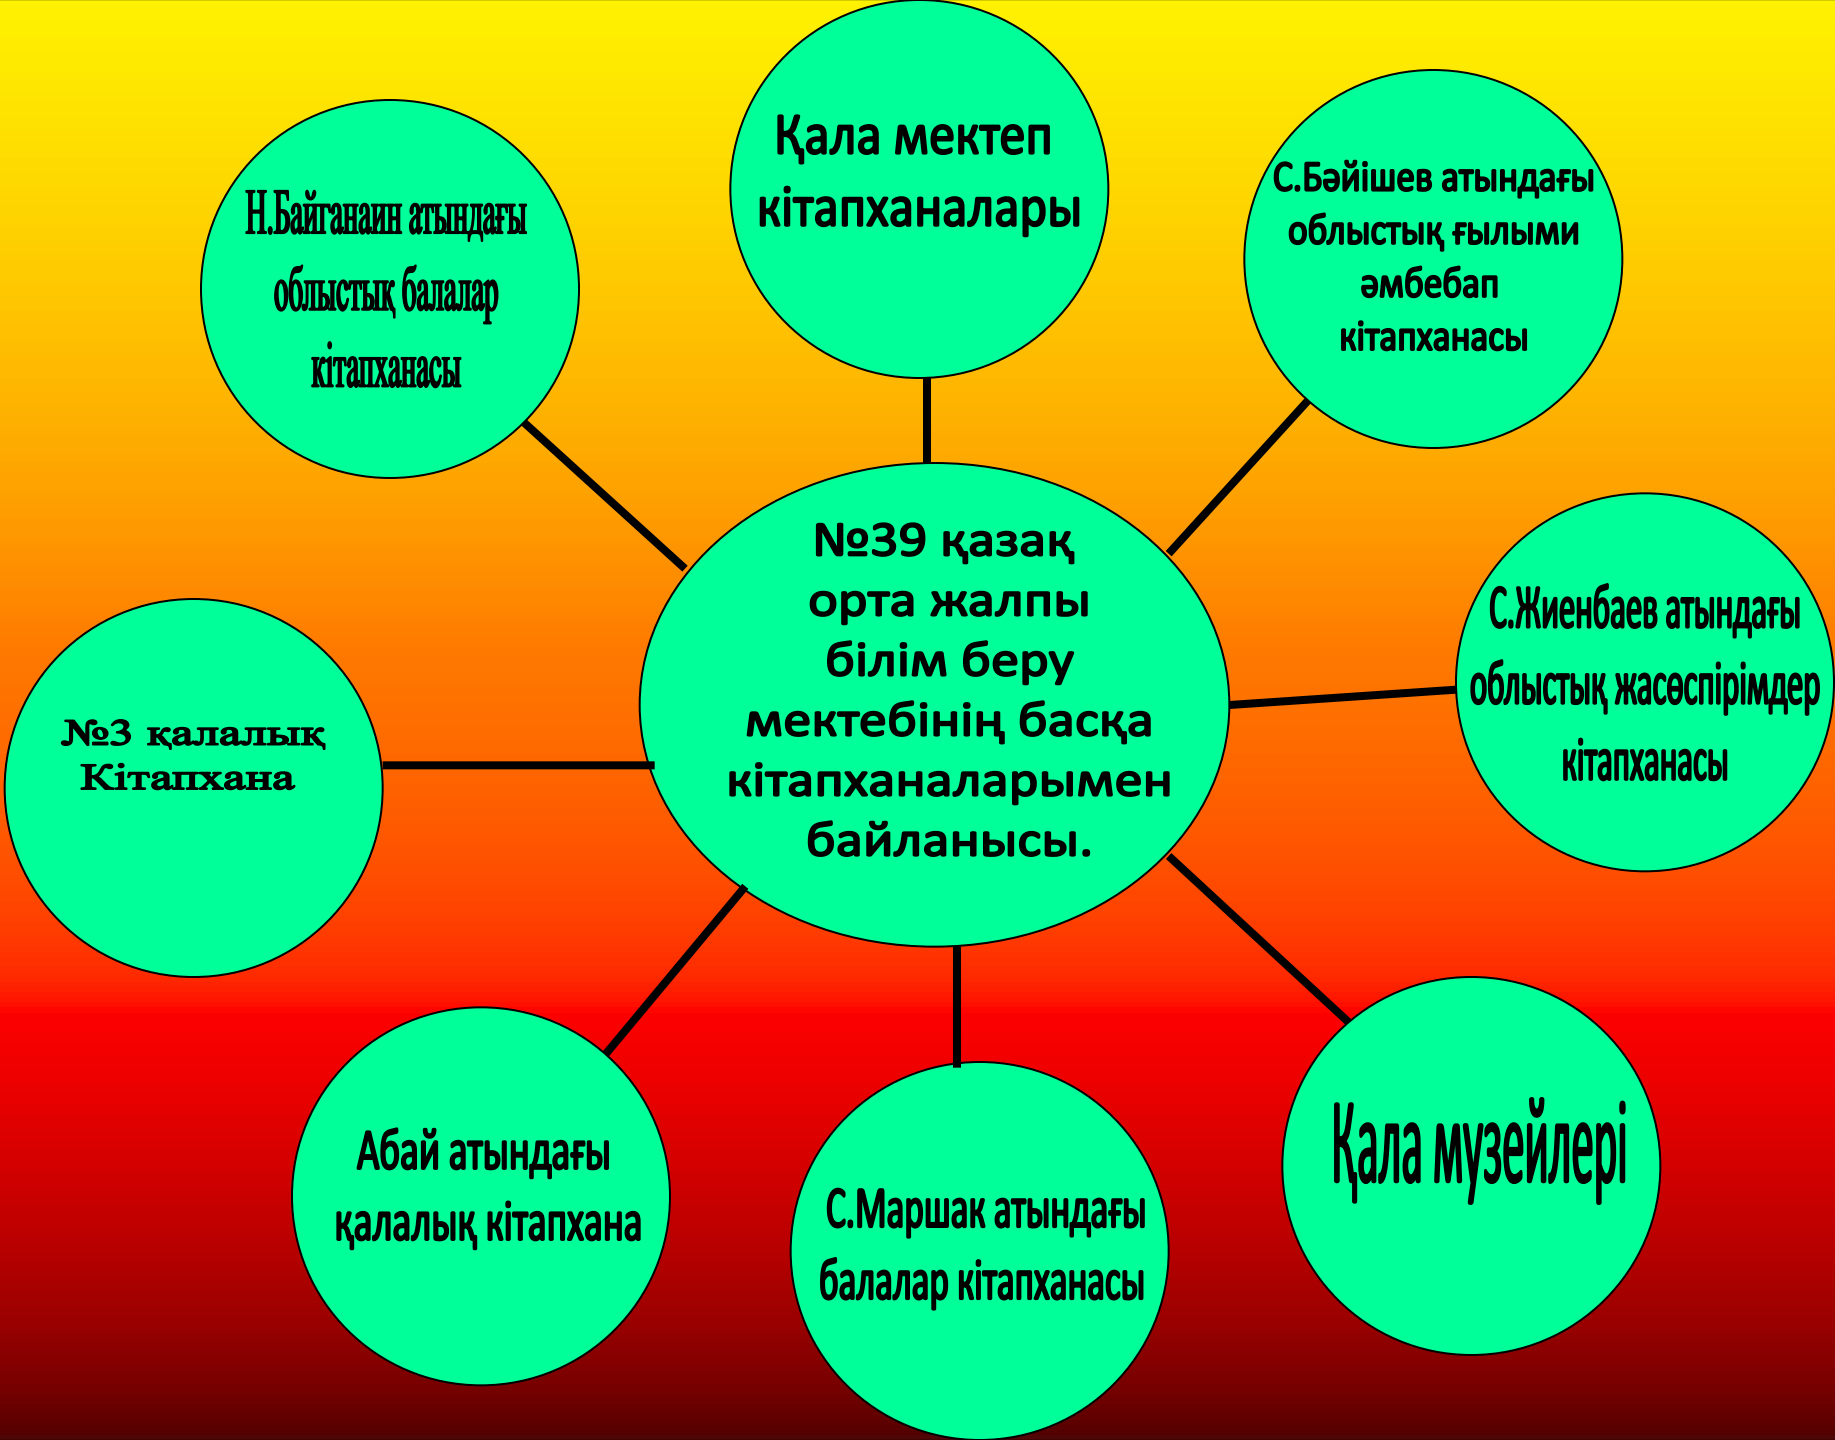 Қала мектеп
кітапханалары
С.Бәйішев атындағы
облыстық ғылыми
әмбебап
кітапханасы
Н.Байганаин атындағы
облыстық балалар
кітапханасы
№39 қазақ
орта жалпы
білім беру
мектебінің басқа
кітапханаларымен
байланысы.
С.Жиенбаев атындағы
облыстық жасөспірімдер
кітапханасы
№3 қалалық
Кітапхана
Абай атындағы
қалалық кітапхана
С.Маршак атындағы
балалар кітапханасы
Қала музейлері